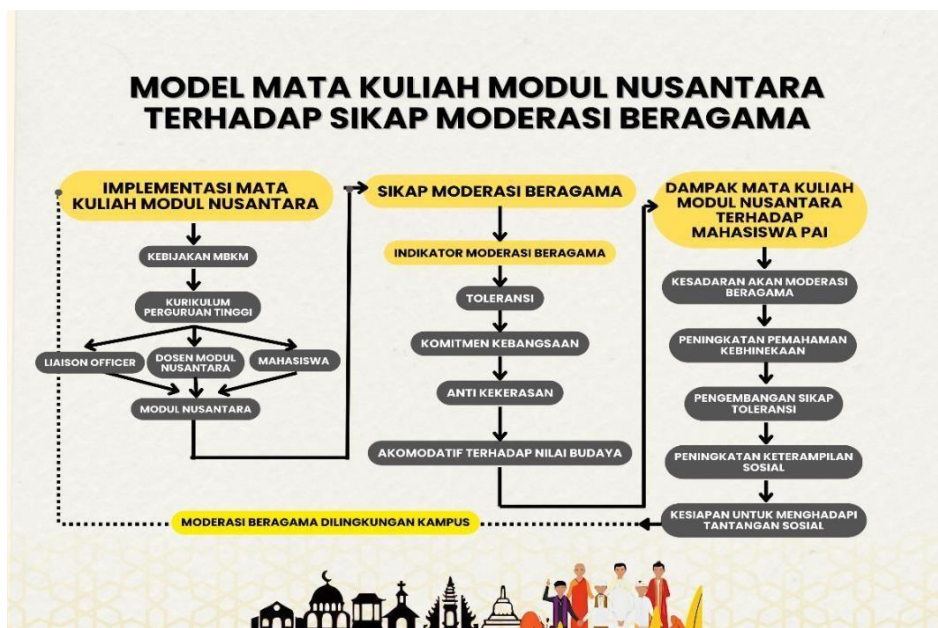 MODEL MATA KULIAH MODUL NUSANTARA
TERHADAP SIKAP MODERASI BERAGAMA
IMPLEMENTASI MATA
KULIAH MODUL NUSANTARA
KEBIJAKAN MBKM
KURIKULUM
PERGURUAN TINGGI
LIAISON OFFICER
DOSEN MODUL
NUSANTARA
MAHASISWA
MODUL NUSANTARA
SIKAP MODERASI BERAGAMA
INDIKATOR MODERASI BERAGAMA
TOLERANSI
KOMITMEN KEBANGSAAN
ANTI KEKERASAN
AKOMODATIF TERHADAP NILAI BUDAYA
DAMPAK MATA KULIAH
MODUL NUSANTARA
TERHADAP
MAHASISWA PAI
KESADARAN AKAN MODERASI
BERAGAMA
PENINGKATAN PEMAHAMAN
KEBHINEKAAN
PENGEMBANGAN SIKAP
TOLERANSI
PENINGKATAN KETERAMPILAN
SOSIAL
KESIAPAN UNTUK MENGHADAPI
TANTANGAN SOSIAL
MODERASI BERAGAMA DILINGKUNGAN KAMPUS